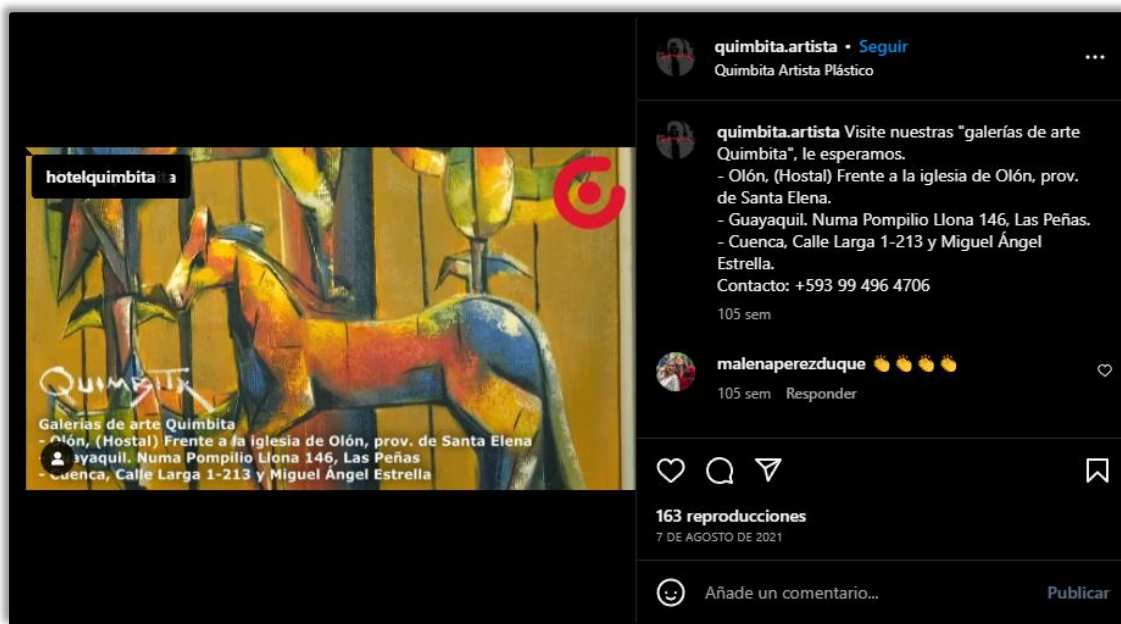 hotelquimbita
QUIMBITA
Galerías de arte Quimbita
- Olón, (Hostal) Frente a la iglesia de Olón, prov. de Santa Elena
ayaquil. Numa Pompilio Llona 146, Las Peñas
- Cuenca, Calle Larga 1-213 y Miguel Ángel Estrella
quimbita.artista • Seguir
Quimbita Artista Plástico
quimbita.artista Visite nuestras "galerías de arte
Quimbita", le esperamos.
- Olón, (Hostal) Frente a la iglesia de Olón, prov.
de Santa Elena.
- Guayaquil. Numa Pompilio Llona 146, Las Peñas.
- Cuenca, Calle Larga 1-213 y Miguel Ángel
Estrella.
Contacto: +593 99 496 4706
105 sem
malenaperezduque 👏👏👏👏
105 sem Responder
163 reproducciones
7 DE AGOSTO DE 2021
Añade un comentario... Publicar